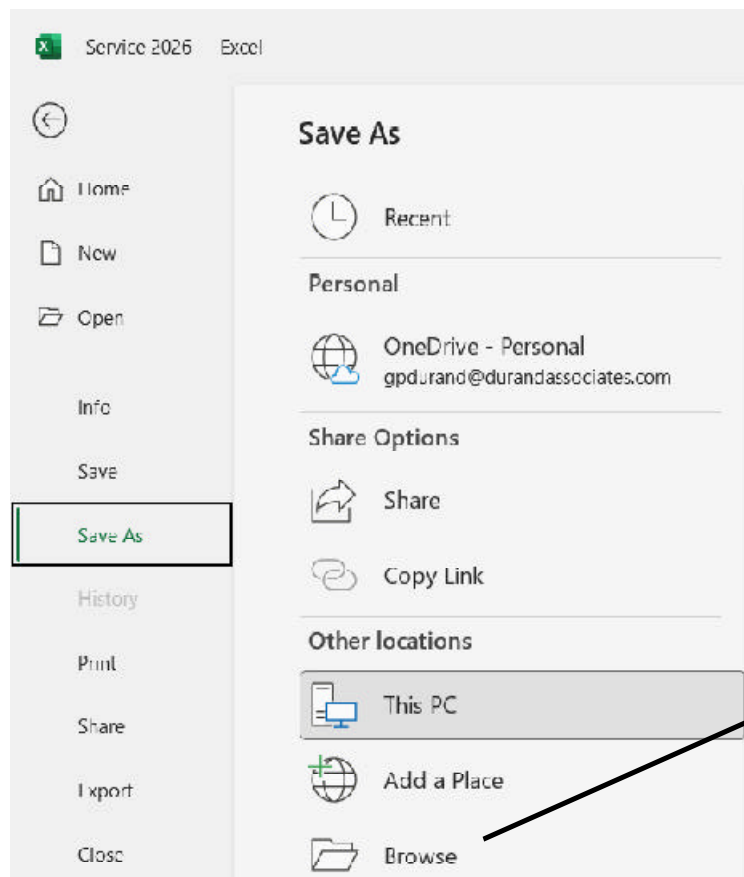 Service 2026 Excel
Home
New
Open
Info
Save
Save As
History
Print
Share
Export
Close
Save As
Recent
Personal
OneDrive - Personal
gpdurand@durandassociates.com
Share Options
Share
Copy Link
Other locations
This PC
Add a Place
Browse